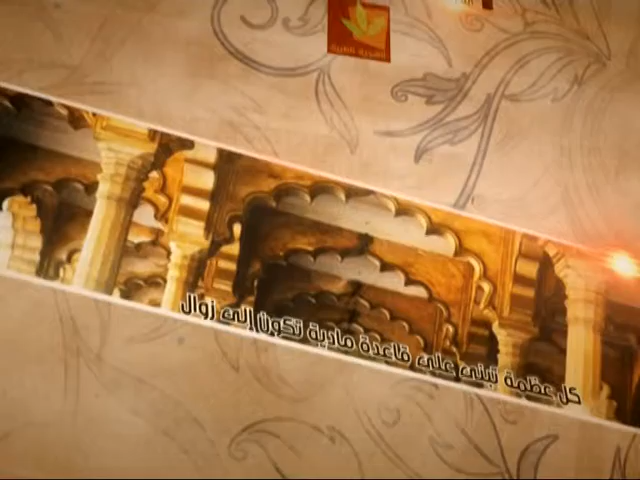 كل عظمة تبنى على قاعدة مادية تكون إلى زوال